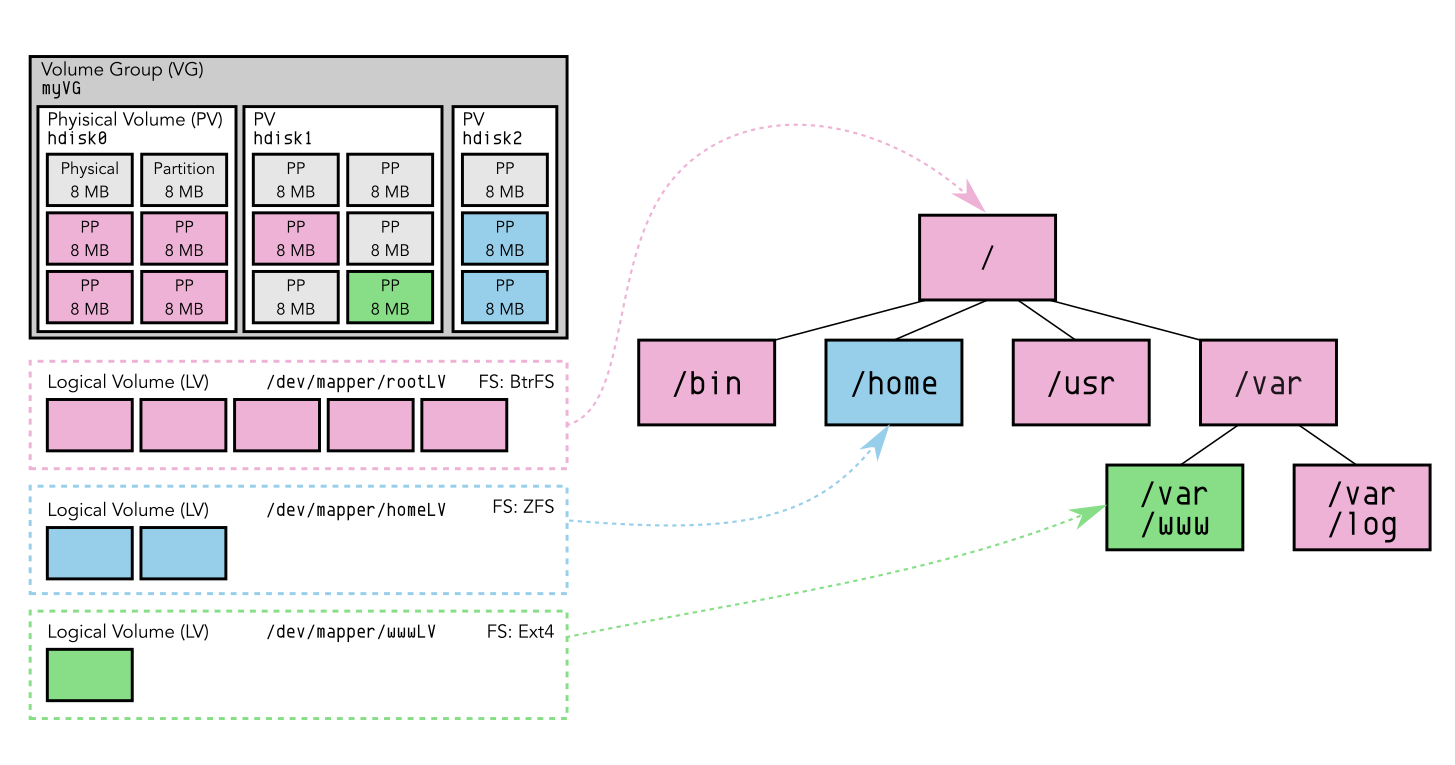 Volume Group (VG)
myVG
Phyisical Volume (PV)
hdisk0
Physical
8 MB
Partition
8 MB
PP
8 MB
PP
8 MB
PP
8 MB
PP
8 MB
PV
hdisk1
PP
8 MB
PP
8 MB
PP
8 MB
PP
8 MB
PP
8 MB
PP
8 MB
PV
hdisk2
PP
8 MB
PP
8 MB
PP
8 MB
Logical Volume (LV) /dev/mapper/rootLV FS: BtrFS
Logical Volume (LV) /dev/mapper/homeLV FS: ZFS
Logical Volume (LV) /dev/mapper/wwwLV FS: Ext4
/
/bin
/home
/usr
/var
/var
/www
/var
/log